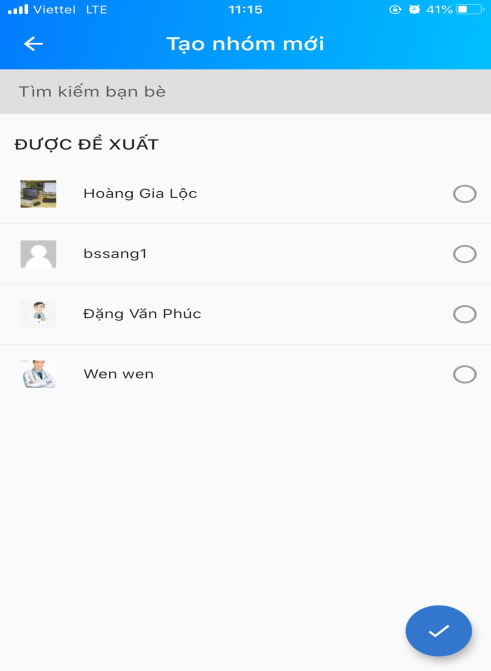 Viettel LTE 11:15 41%
Tạo nhóm mới
Tìm kiếm bạn bè
ĐƯỢC ĐỀ XUẤT
Hoàng Gia Lộc
bssang1
Đặng Văn Phúc
Wen wen